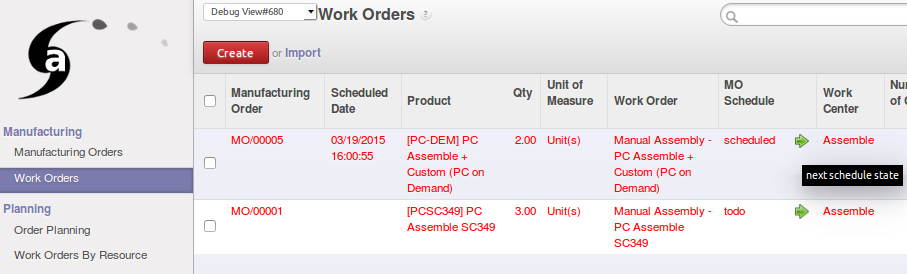 a
Debug View#680
Work Orders ?
Create or Import
Manufacturing
Manufacturing Orders
Work Orders
Planning
Order Planning
Work Orders By Resource
Manufacturing
Order
Scheduled
Date
Product
Qty
Unit of
Measure
Work Order
MO
Schedule
Work
Center
MO/00005
03/19/2015
16:00:55
[PC-DEM] PC
Assemble +
Custom (PC on
Demand)
2.00
Unit(s)
Manual Assembly -
PC Assemble +
Custom (PC on
Demand)
scheduled
Assemble
next schedule state
MO/00001
[PCSC349] PC
Assemble SC349
3.00
Unit(s)
Manual Assembly -
PC Assemble
SC349
todo
Assemble